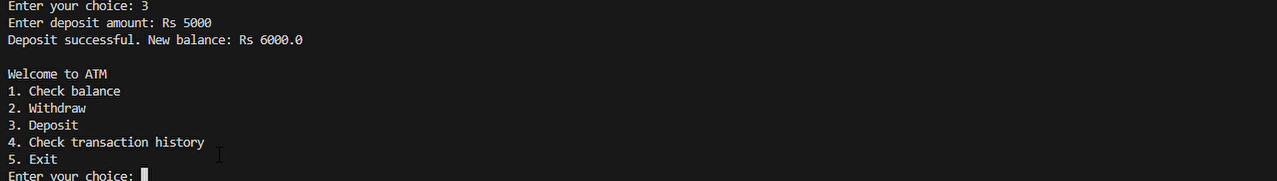 Enter your choice: 3
Enter deposit amount: Rs 5000
Deposit successful. New balance: Rs 6000.0
Welcome to ATM
1. Check balance
2. Withdraw
3. Deposit
4. Check transaction history
5. Exit
Enter your choice: